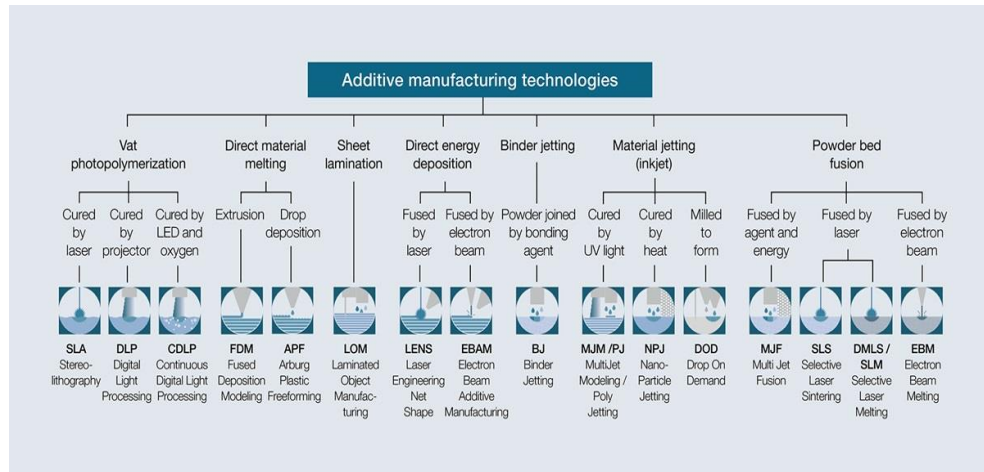 Additive manufacturing technologies
Vat
photopolymerization
Direct material
melting
Sheet
lamination
Direct energy
deposition
Binder jetting
Material jetting
(inkjet)
Powder bed
fusion
Cured
by
laser
Cured
by
projector
Cured by
LED and
oxygen
Extrusion
Drop
deposition
Fused
by
laser
Fused by
electron
beam
Powder joined
by bonding
agent
Cured
by
UV light
Cured
by
heat
Milled
to
form
Fused by
agent and
energy
Fused by
laser
Fused by
electron
beam
SLA
Stereo-
lithography
DLP
Digital
Light
Processing
CDLP
Continuous
Digital Light
Processing
FDM
Fused
Deposition
Modeling
APF
Arburg
Plastic
Freeforming
LOM
Laminated
Object
Manufac-
turing
LENS
Laser
Engineering
Net
Shape
EBAM
Electron
Beam
Additive
Manufacturing
BJ
Binder
Jetting
MJM /PJ
MultiJet
Modeling /
Poly
Jetting
NPJ
Nano-
Particle
Jetting
DOD
Drop On
Demand
MJF
Multi Jet
Fusion
SLS
Selective
Laser
Sintering
DMLS /
SLM
Selective
Laser
Melting
EBM
Electron
Beam
Melting